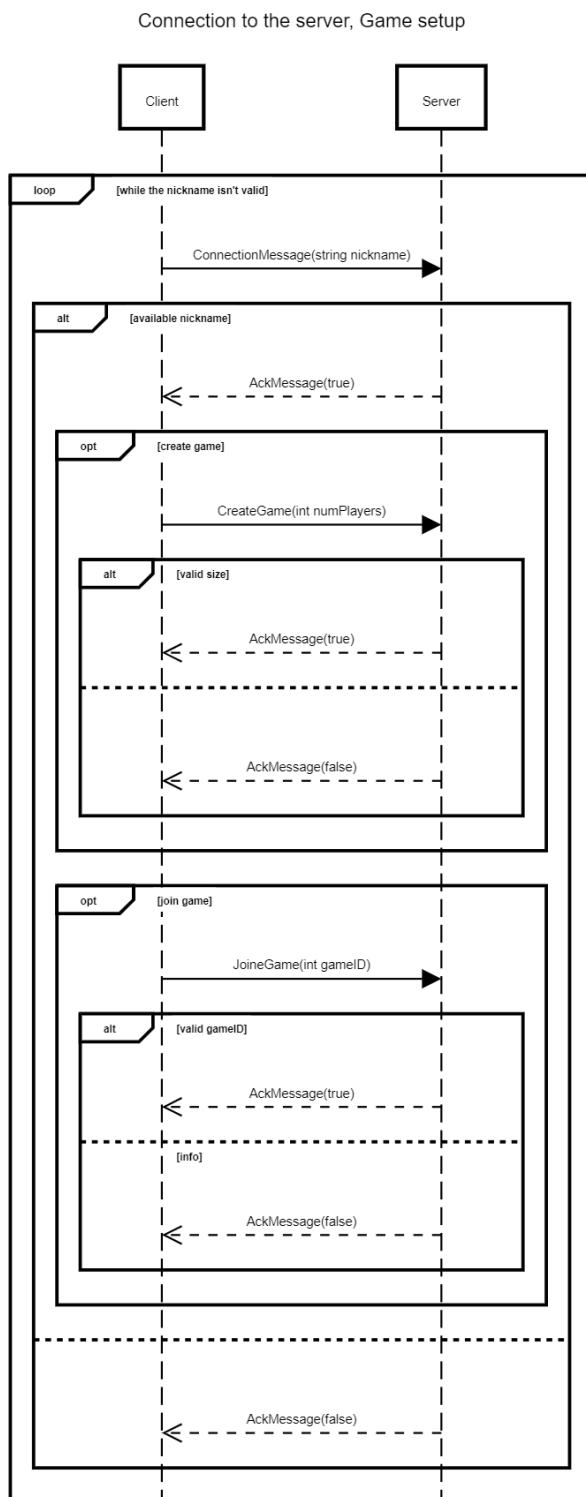 Connection to the server, Game setup
Client
Server
loop
[while the nickname isn't valid]
ConnectionMessage(string nickname)
alt
[available nickname]
AckMessage(true)
opt
[create game]
CreateGame(int numPlayers)
alt
[valid size]
AckMessage(true)
AckMessage(false)
opt
[join game]
JoineGame(int gameID)
alt
[valid gameID]
AckMessage(true)
[info]
AckMessage(false)
AckMessage(false)